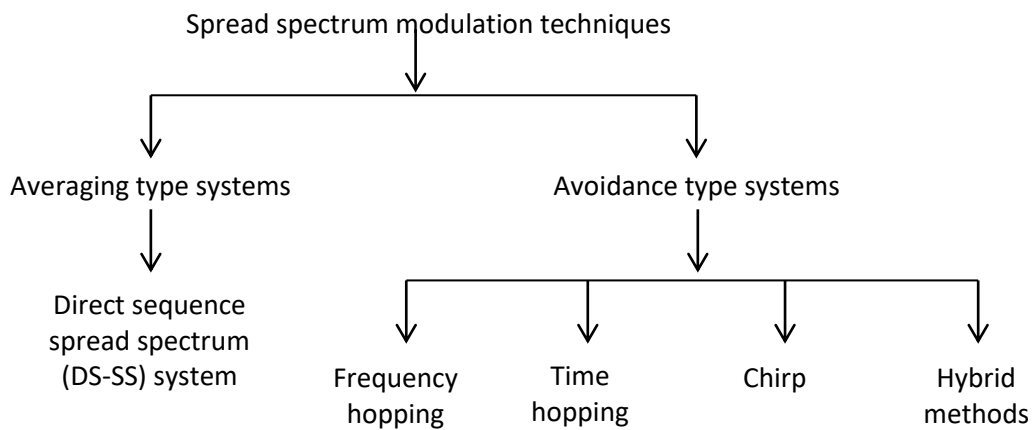 Spread spectrum modulation techniques
Averaging type systems
Avoidance type systems
Direct sequence
spread spectrum
(DS-SS) system
Frequency
hopping
Time
hopping
Chirp
Hybrid
methods